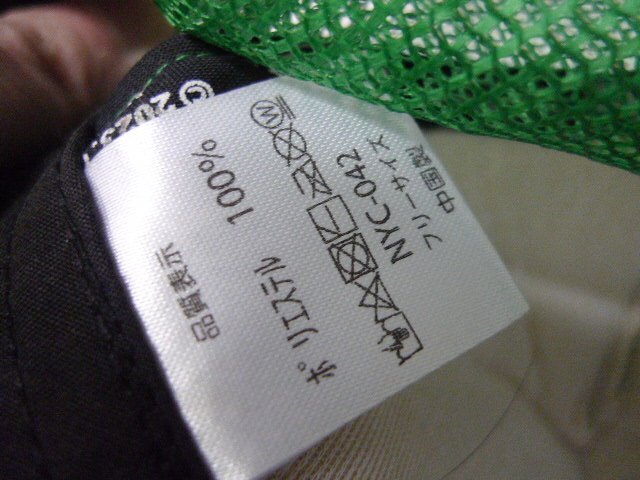 ©2023.
品質表示
ポリエステル 100%
W
NYC-042
フリーサイズ
中国製